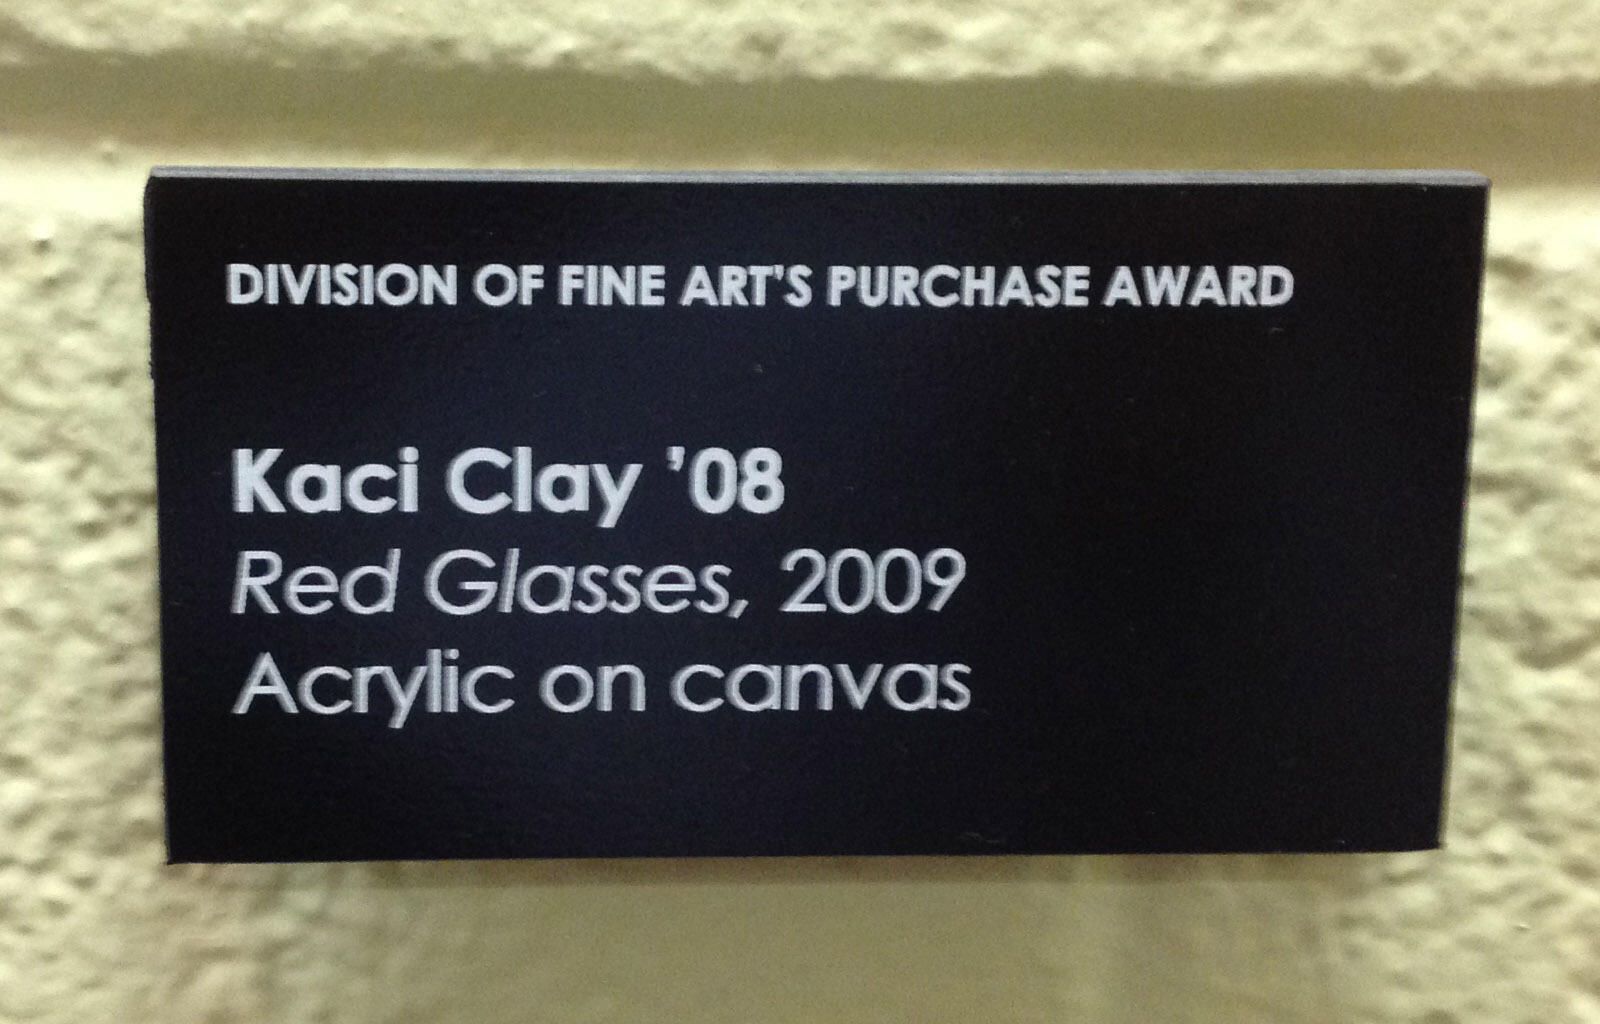 DIVISION OF FINE ART'S PURCHASE AWARD
Kaci Clay ’08
Red Glasses, 2009
Acrylic on canvas